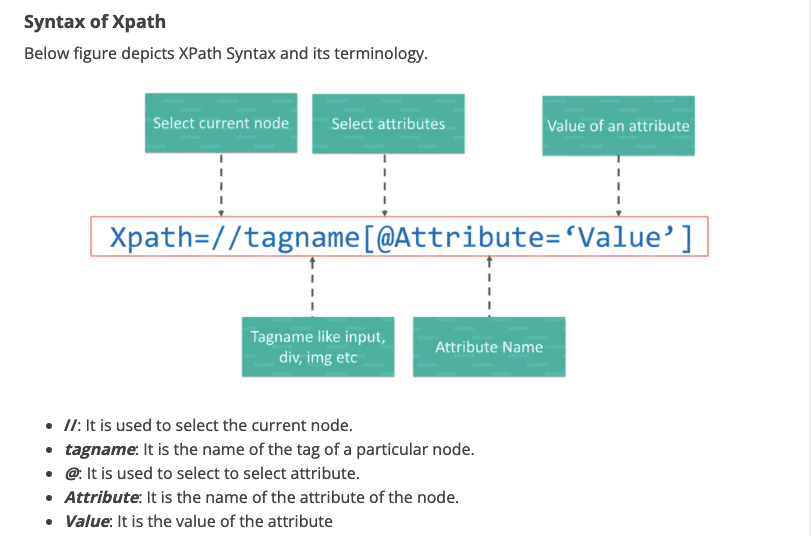 Syntax of Xpath
Below figure depicts XPath Syntax and its terminology.
Select current node
Select attributes
Value of an attribute
Xpath=//tagname[@Attribute=‘Value’]
Tagname like input,
div, img etc
Attribute Name
• //: It is used to select the current node.
• tagname: It is the name of the tag of a particular node.
• @: It is used to select to select attribute.
• Attribute: It is the name of the attribute of the node.
• Value: It is the value of the attribute